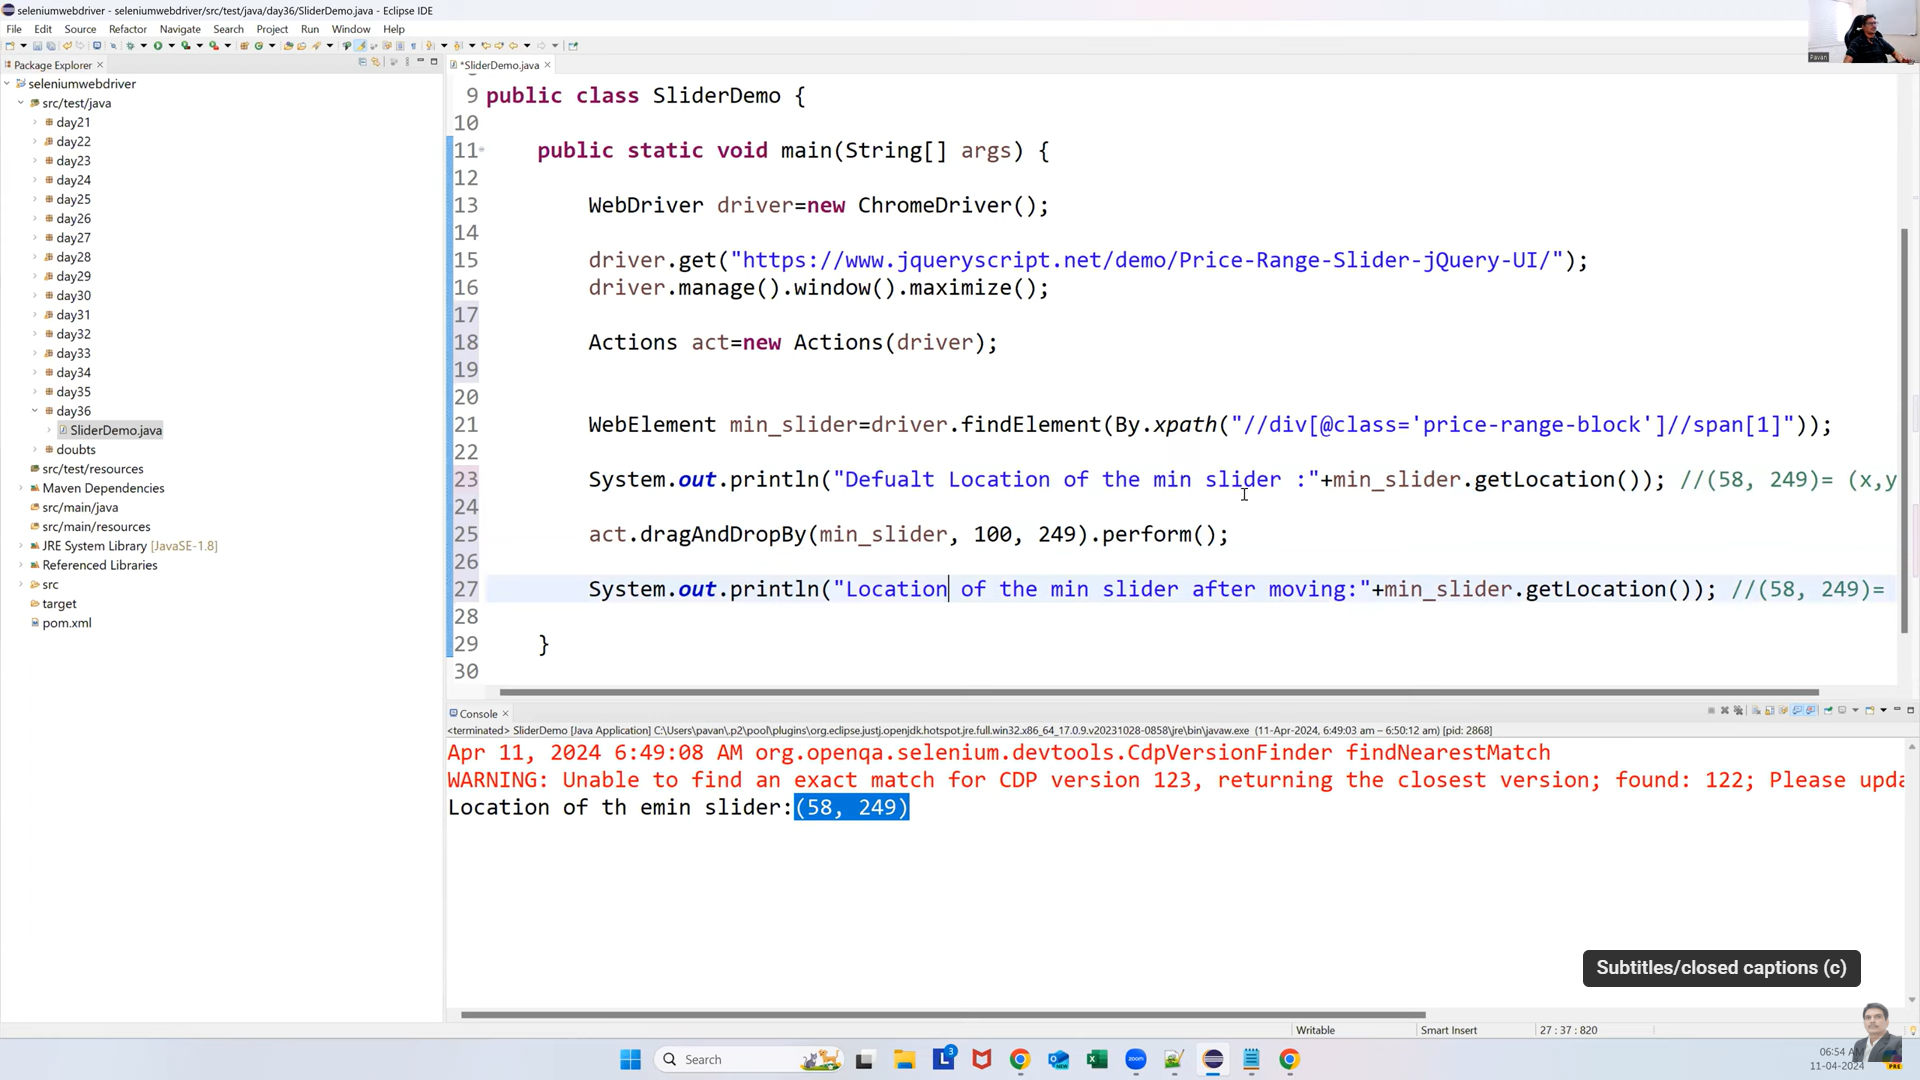 seleniumwebdriver - seleniumwebdriver/src/test/java/day36/SliderDemo.java - Eclipse IDE
File Edit Source Refactor Navigate Search Project Run Window Help
Pavan
Package Explorer
seleniumwebdriver
src/test/java
day21
day22
day23
day24
day25
day26
day27
day28
day29
day30
day31
day32
day33
day34
day35
day36
SliderDemo.java
doubts
src/test/resources
Maven Dependencies
src/main/java
src/main/resources
JRE System Library [JavaSE-1.8]
Referenced Libraries
src
target
pom.xml
*SliderDemo.java
9 public class SliderDemo {
10
11 public static void main(String[] args) {
12
13 WebDriver driver=new ChromeDriver();
14
15 driver.get("https://www.jqueryscript.net/demo/Price-Range-Slider-jQuery-UI/");
16 driver.manage().window().maximize();
17
18 Actions act=new Actions(driver);
19
20
21 WebElement min_slider=driver.findElement(By.xpath("//div[@class='price-range-block']//span[1]"));
22
23 System.out.println("Defualt Location of the min slider :"+min_slider.getLocation()); //(58, 249)= (x,y
24
25 act.dragAndDropBy(min_slider, 100, 249).perform();
26
27 System.out.println("Location of the min slider after moving:"+min_slider.getLocation()); //(58, 249)=
28
29 }
30
Console
<terminated> SliderDemo [Java Application] C:\Users\pavan\.p2\pool\plugins\org.eclipse.justj.openjdk.hotspot.jre.full.win32.x86_64_17.0.9.v20231028-0858\jre\bin\javaw.exe (11-Apr-2024, 6:49:03 am – 6:50:12 am) [pid: 2868]
Apr 11, 2024 6:49:08 AM org.openqa.selenium.devtools.CdpVersionFinder findNearestMatch
WARNING: Unable to find an exact match for CDP version 123, returning the closest version; found: 122; Please upda
Location of th emin slider:(58, 249)
Subtitles/closed captions (c)
Writable Smart Insert 27 : 37 : 820
Search
06:54
11-04-2024